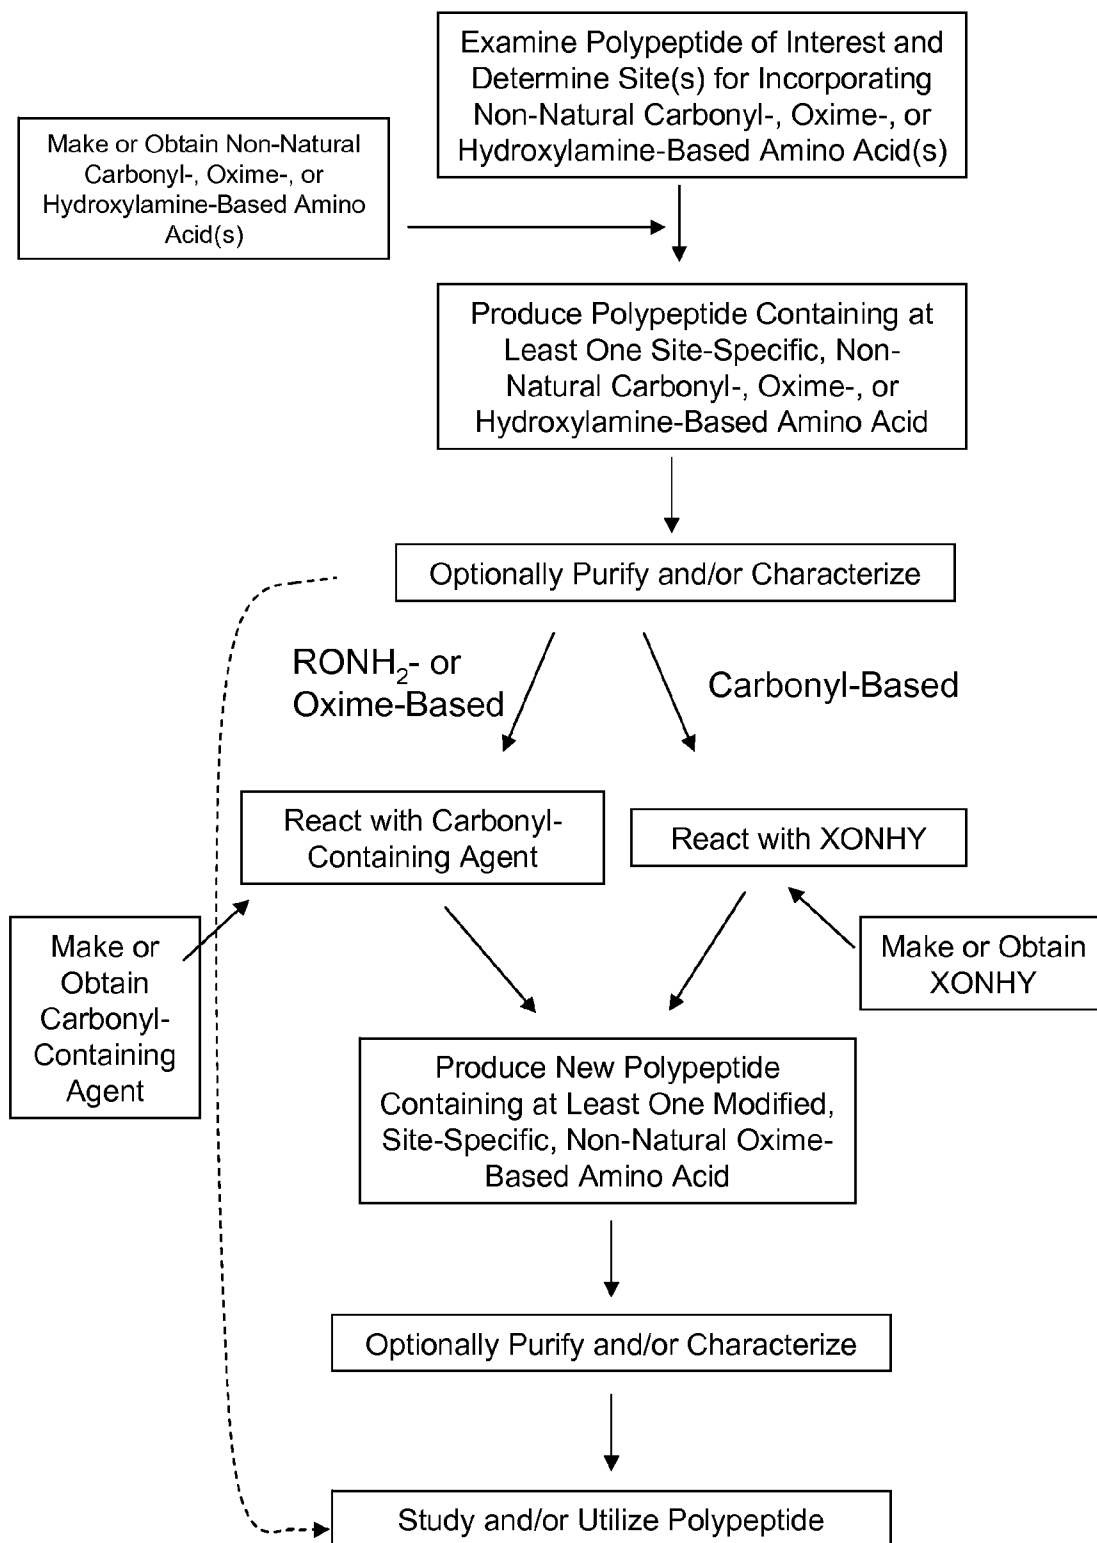 Examine Polypeptide of Interest and
Determine Site(s) for Incorporating
Non-Natural Carbonyl-, Oxime-, or
Hydroxylamine-Based Amino Acid(s)
Make or Obtain Non-Natural
Carbonyl-, Oxime-, or
Hydroxylamine-Based Amino
Acid(s)
Produce Polypeptide Containing at
Least One Site-Specific, Non-
Natural Carbonyl-, Oxime-, or
Hydroxylamine-Based Amino Acid
Optionally Purify and/or Characterize
RONH₂- or
Oxime-Based
Carbonyl-Based
React with Carbonyl-
Containing Agent
React with XONHY
Make or
Obtain
Carbonyl-
Containing
Agent
Make or Obtain
XONHY
Produce New Polypeptide
Containing at Least One Modified,
Site-Specific, Non-Natural Oxime-
Based Amino Acid
Optionally Purify and/or Characterize
Study and/or Utilize Polypeptide